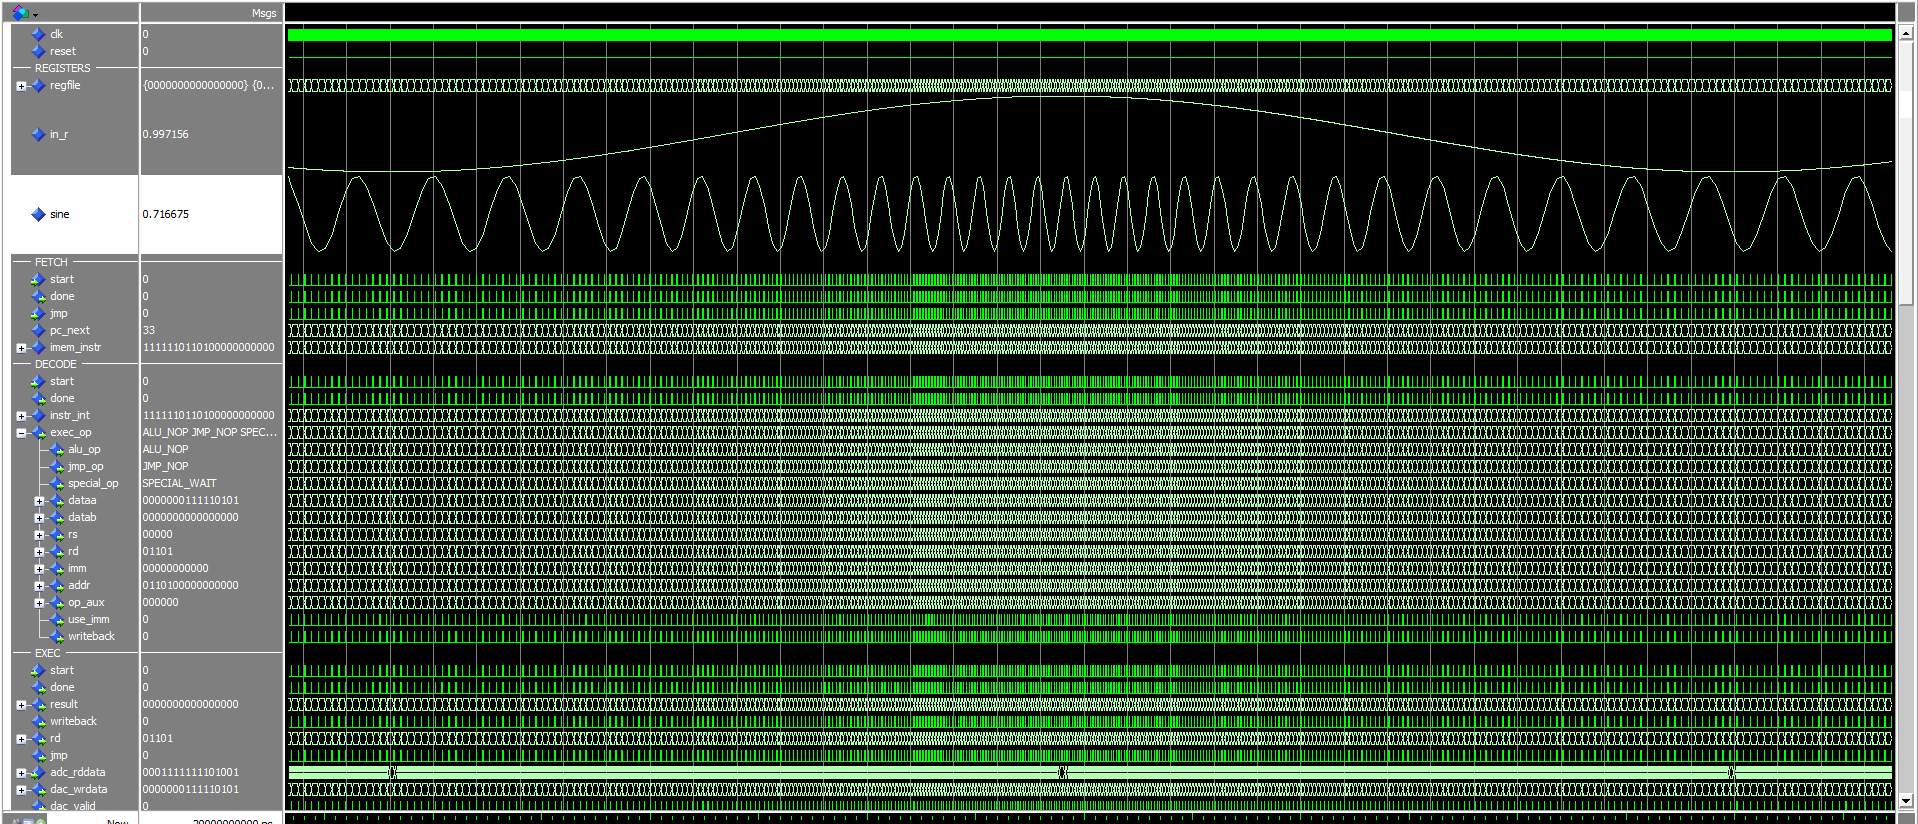 Msgs
clk 0
reset 0
REGISTERS
regfile {0000000000000000} {0...
in_r 0.997156
sine 0.716675
FETCH
start 0
done 0
jmp 0
pc_next 33
imem_instr 1111110110100000000000
DECODE
start 0
done 0
instr_int 1111110110100000000000
exec_op ALU_NOP JMP_NOP SPEC...
alu_op ALU_NOP
jmp_op JMP_NOP
special_op SPECIAL_WAIT
dataa 0000000111110101
datab 0000000000000000
rs 00000
rd 01101
imm 00000000000
addr 0110100000000000
op_aux 000000
use_imm 0
writeback 0
EXEC
start 0
done 0
result 0000000000000000
writeback 0
rd 01101
jmp 0
adc_rddata 0001111111101001
dac_wrdata 0000000111110101
dac_valid 0
Now